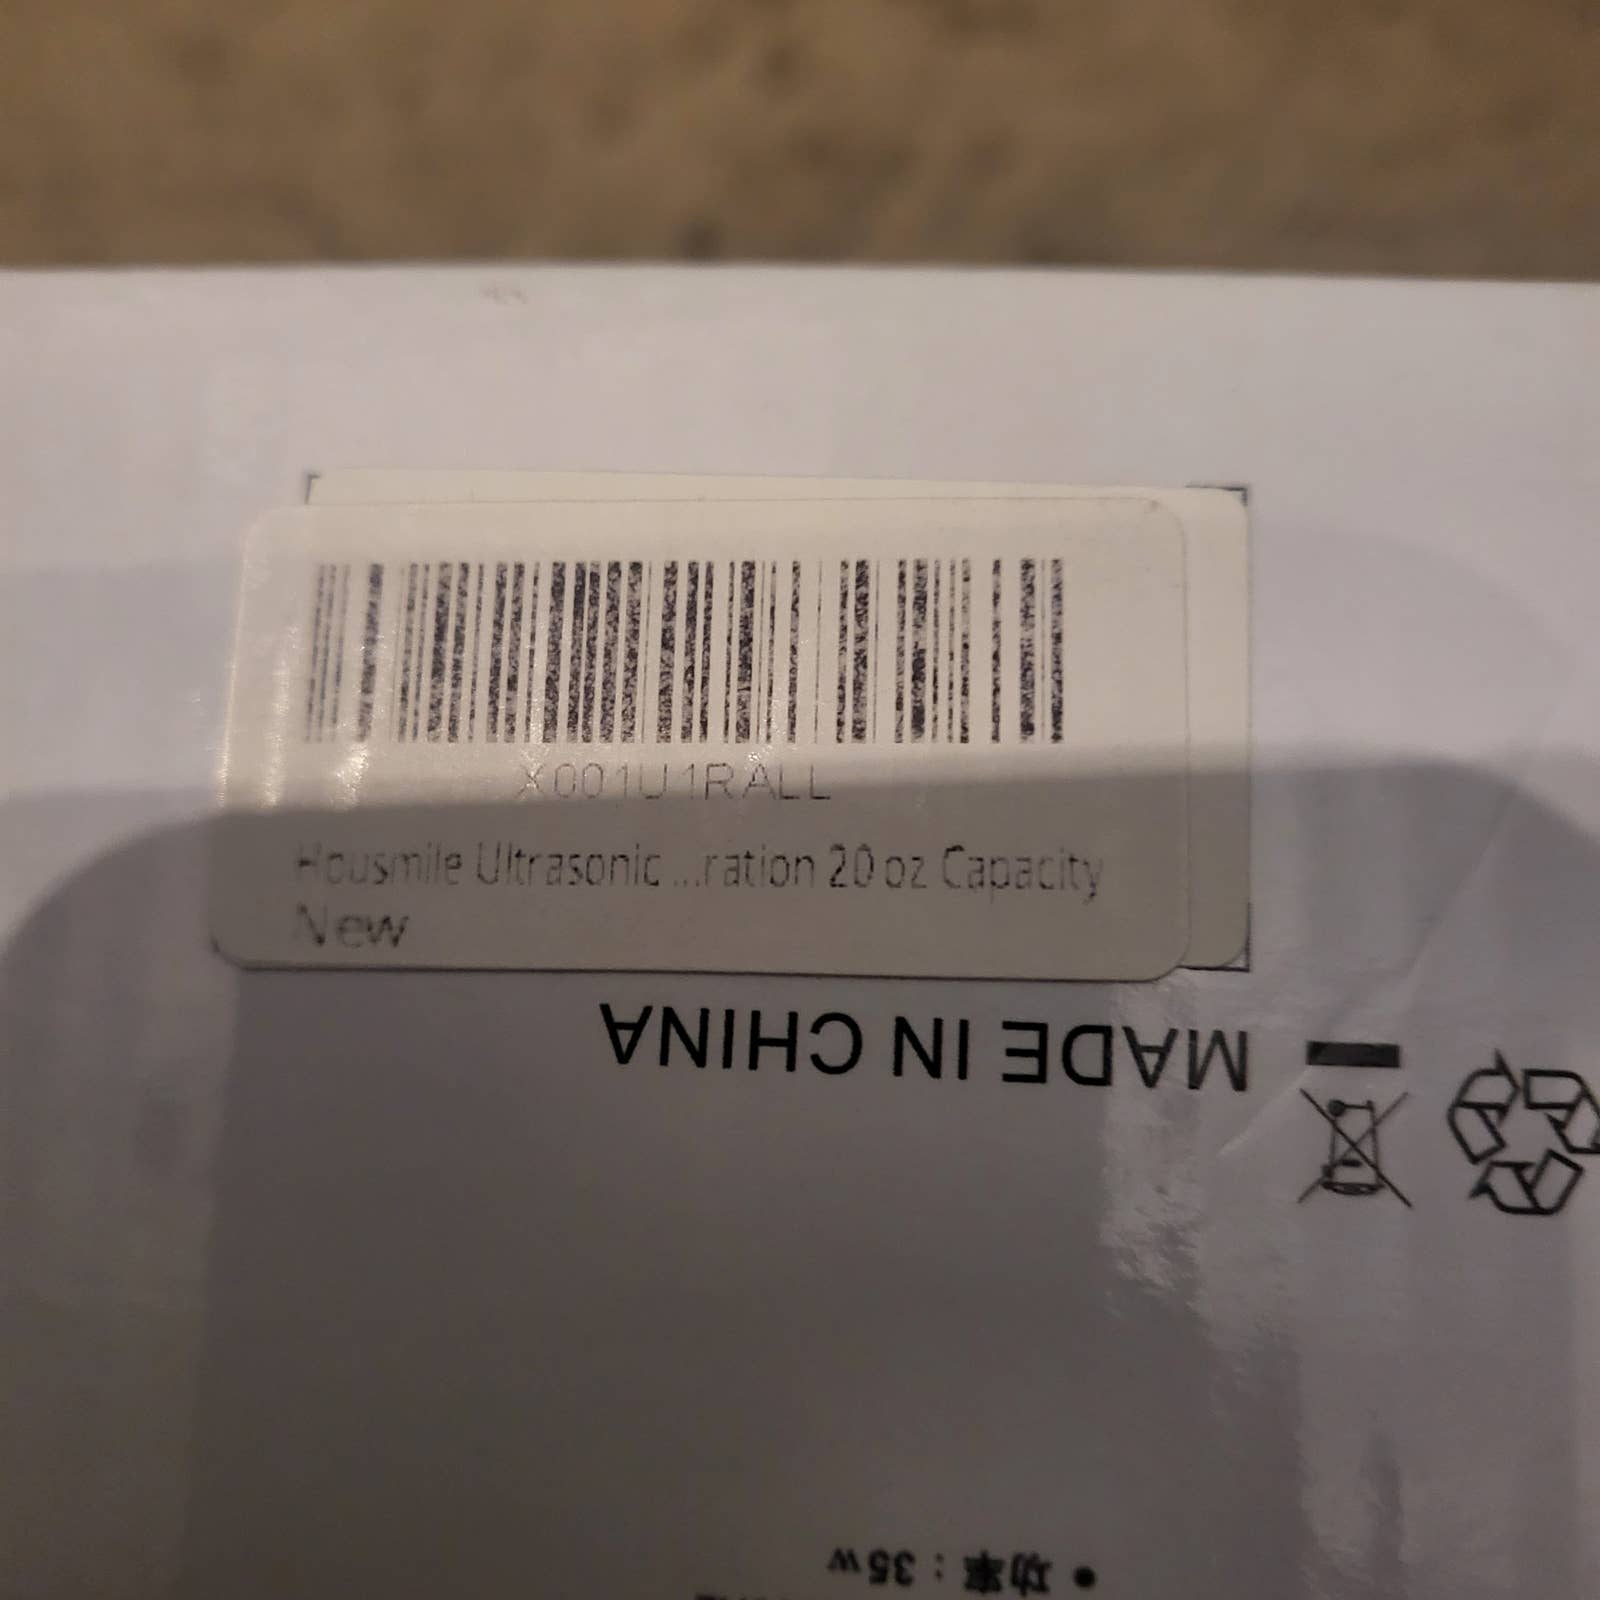 X001U1RALL
Housmile Ultrasonic ...ration 20 oz Capacity
New
MADE IN CHINA
• 功率：35w